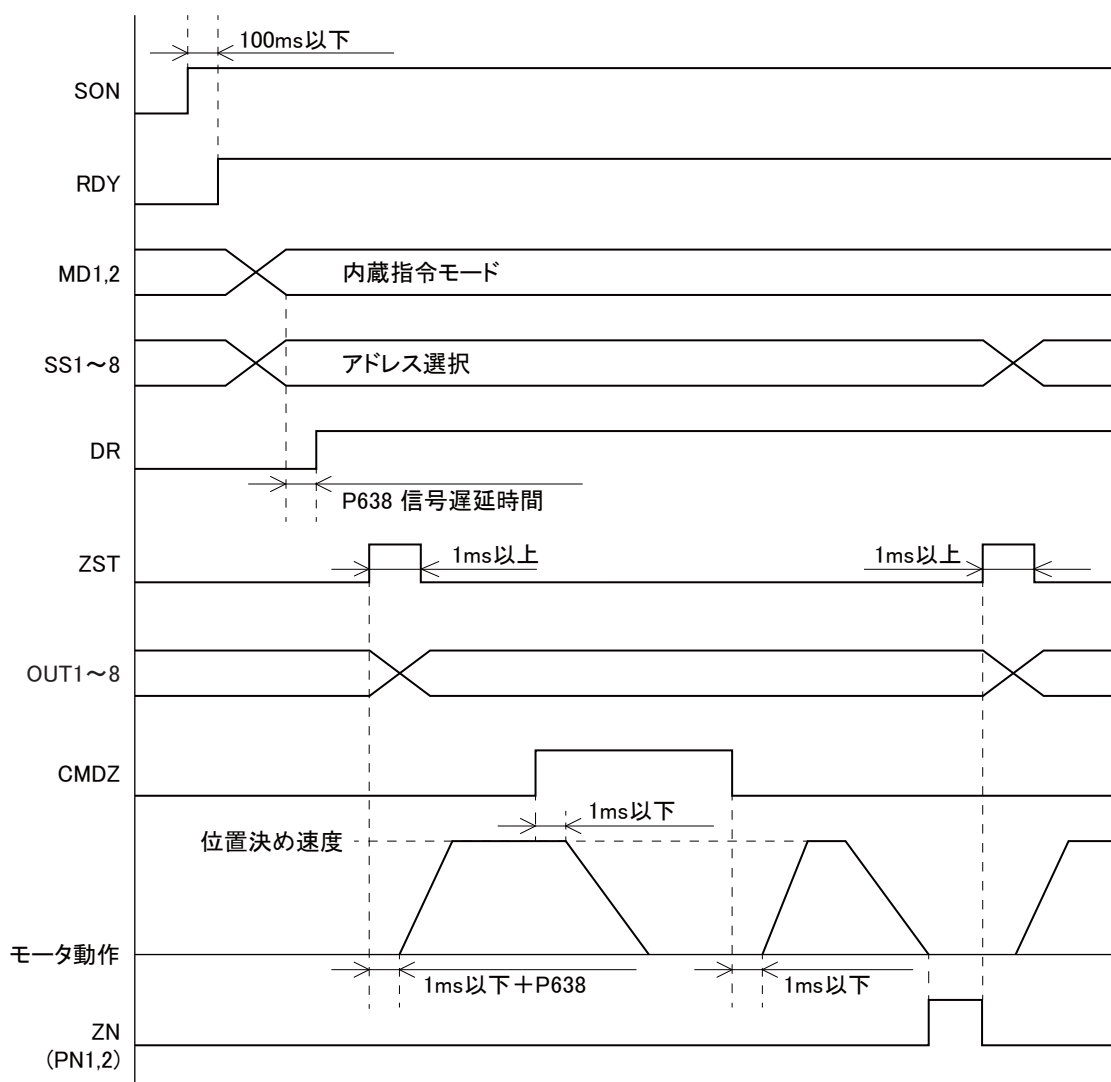 100ms以下
SON
RDY
MD1,2
内蔵指令モード
SS1～8
アドレス選択
DR
P638 信号遅延時間
ZST
1ms以上
1ms以上
OUT1～8
CMDZ
1ms以下
位置決め速度
モータ動作
1ms以下＋P638
1ms以下
ZN
(PN1,2)